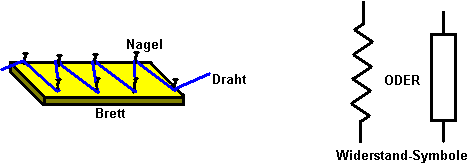 Nagel
Draht
Brett
ODER
Widerstand-Symbole